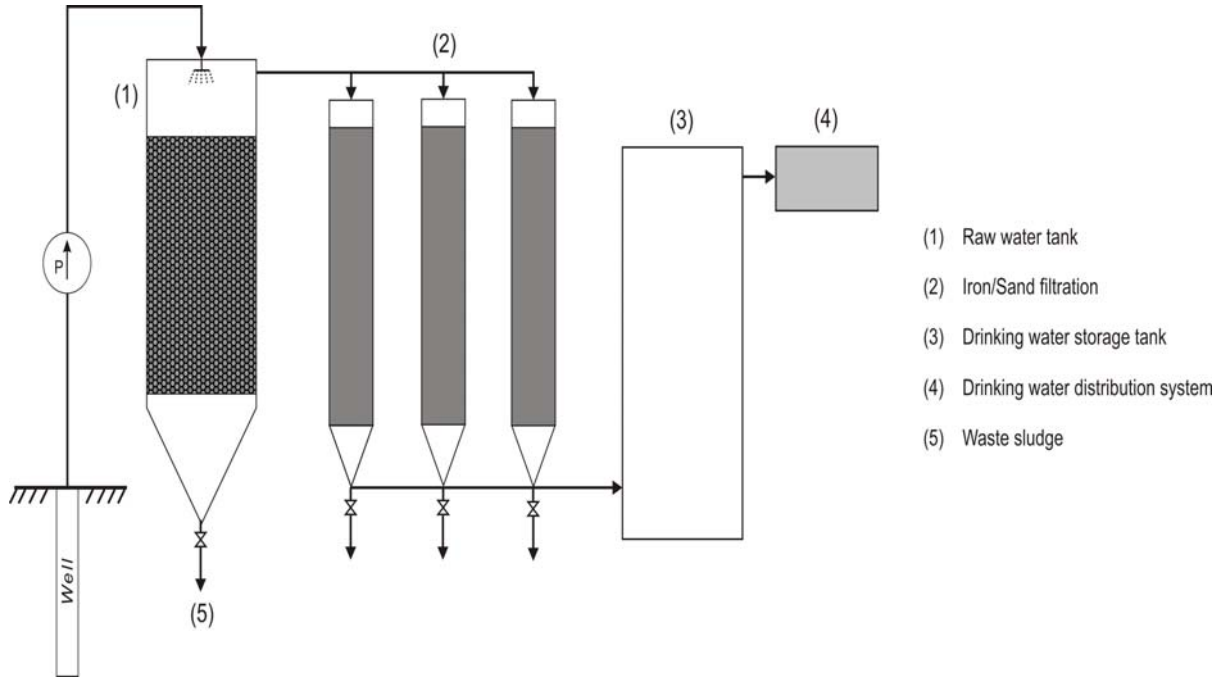 (2)
(1)
(3)
(4)
P
(1) Raw water tank
(2) Iron/Sand filtration
(3) Drinking water storage tank
(4) Drinking water distribution system
(5) Waste sludge
Well
(5)